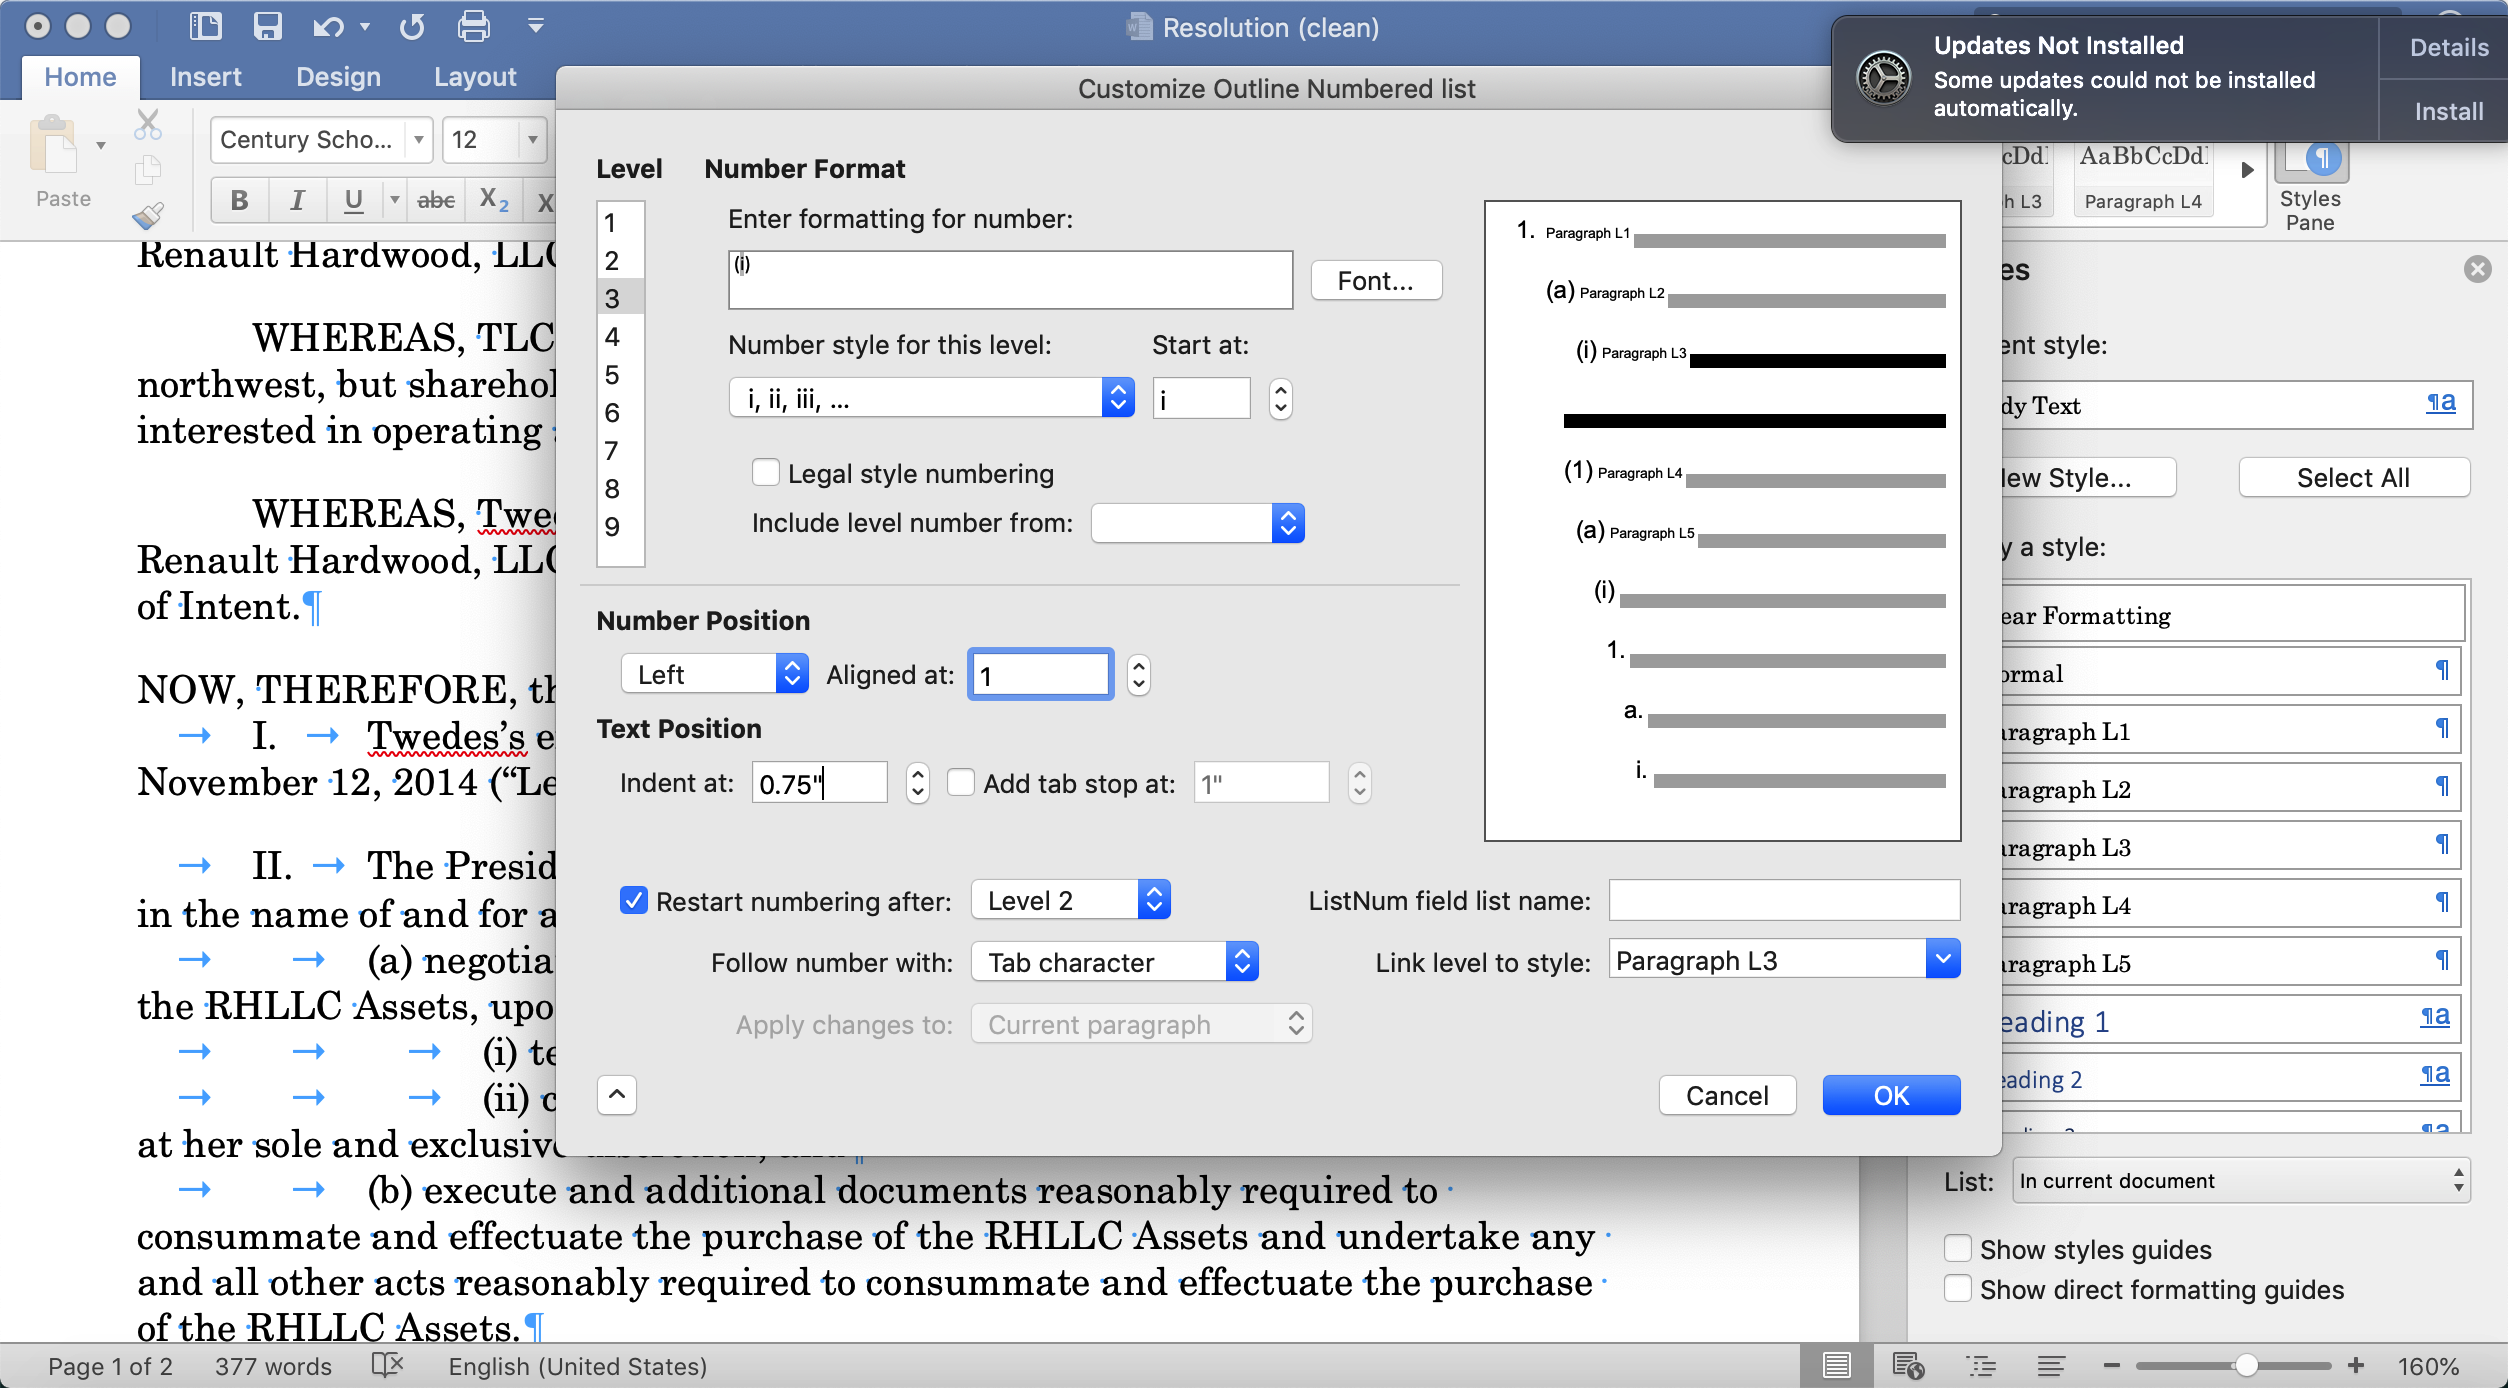 Resolution (clean)
Home Insert Design Layout
Updates Not Installed
Some updates could not be installed
automatically.
Details
Install
Paste
Century Scho... 12
B I U abc X2 X
cDdl AaBbCcDdl
h L3 Paragraph L4
Styles
Pane
Customize Outline Numbered list
Level
1
2
3
4
5
6
7
8
9
Number Format
Enter formatting for number:
(i)
Font...
Number style for this level: Start at:
i, ii, iii, ... i
Legal style numbering
Include level number from:
Number Position
Left Aligned at: 1
Text Position
Indent at: 0.75" Add tab stop at: 1"
1. Paragraph L1
(a) Paragraph L2
(i) Paragraph L3
(1) Paragraph L4
(a) Paragraph L5
(i)
1.
a.
i.
Restart numbering after: Level 2
ListNum field list name:
Follow number with: Tab character
Link level to style: Paragraph L3
Apply changes to: Current paragraph
Cancel OK
Renault Hardwood, LLC
WHEREAS, TLC
northwest, but sharehol
interested in operating
WHEREAS, Twe
Renault Hardwood, LLC
of Intent.¶
NOW, THEREFORE, th
→ I. → Twedes’s e
November 12, 2014 (“Le
→ II. → The Presid
in the name of and for a
→ → (a) negotia
the RHLLC Assets, upo
→ → → (i) te
→ → → (ii) c
at her sole and exclusive discretion, and¶
→ → (b) execute and additional documents reasonably required to
consummate and effectuate the purchase of the RHLLC Assets and undertake any
and all other acts reasonably required to consummate and effectuate the purchase
of the RHLLC Assets.¶
es
ent style:
dy Text ¶a
ew Style... Select All
y a style:
ear Formatting
ormal ¶
aragraph L1 ¶
aragraph L2 ¶
aragraph L3 ¶
aragraph L4 ¶
aragraph L5 ¶
eading 1 ¶a
eading 2 ¶a
List: In current document
Show styles guides
Show direct formatting guides
Page 1 of 2 377 words English (United States) 160%